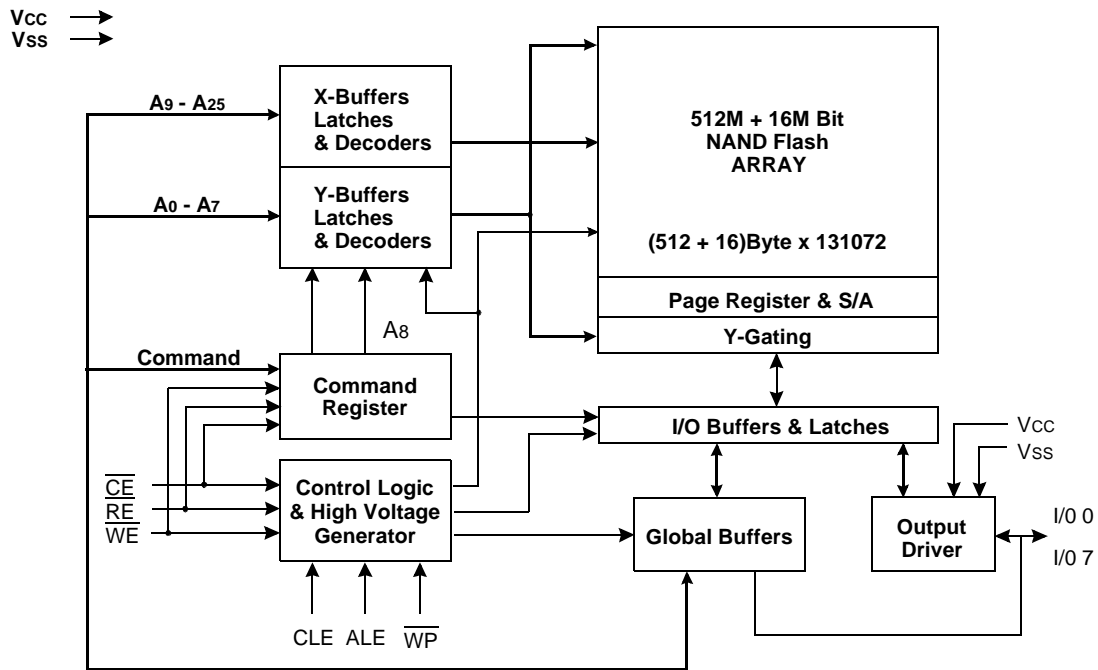 VCC
VSS
A9 - A25
X-Buffers
Latches
& Decoders
512M + 16M Bit
NAND Flash
ARRAY
(512 + 16)Byte x 131072
A0 - A7
Y-Buffers
Latches
& Decoders
Page Register & S/A
Y-Gating
A8
Command
Command
Register
I/O Buffers & Latches
VCC
VSS
CE
RE
WE
Control Logic
& High Voltage
Generator
Global Buffers
Output
Driver
I/0 0
I/0 7
CLE
ALE
WP